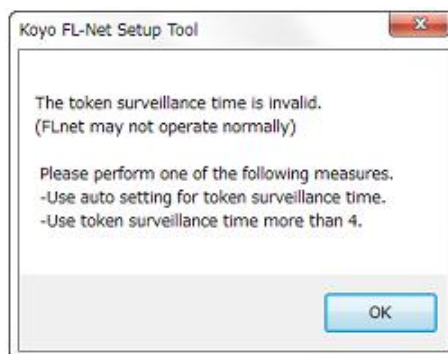 Koyo FL-Net Setup Tool
The token surveillance time is invalid.
(FLnet may not operate normally)
Please perform one of the following measures.
-Use auto setting for token surveillance time.
-Use token surveillance time more than 4.
OK